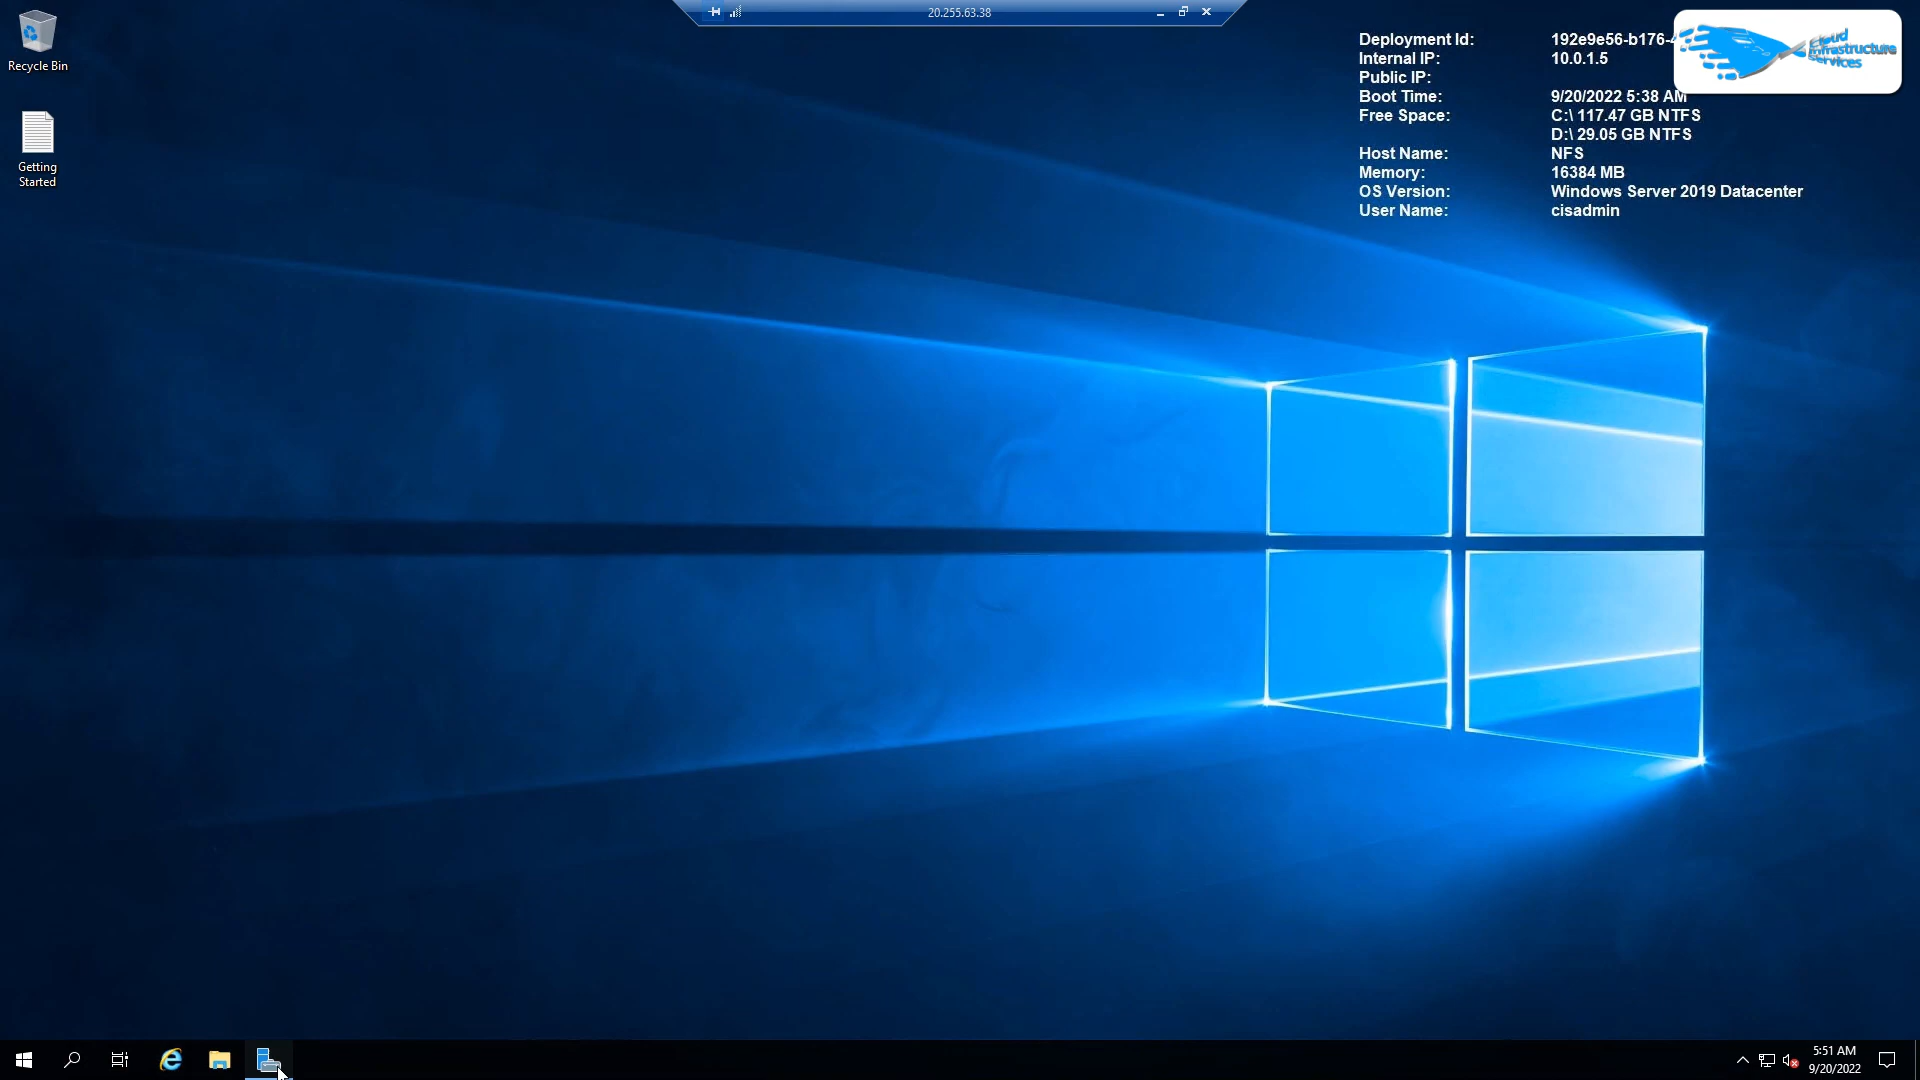 20.255.63.38
Recycle Bin
Getting
Started
Deployment Id: 192e9e56-b176-
Internal IP: 10.0.1.5
Public IP:
Boot Time: 9/20/2022 5:38 AM
Free Space: C:\ 117.47 GB NTFS
D:\ 29.05 GB NTFS
Host Name: NFS
Memory: 16384 MB
OS Version: Windows Server 2019 Datacenter
User Name: cisadmin
Cloud
Infrastructure
Services
5:51 AM
9/20/2022